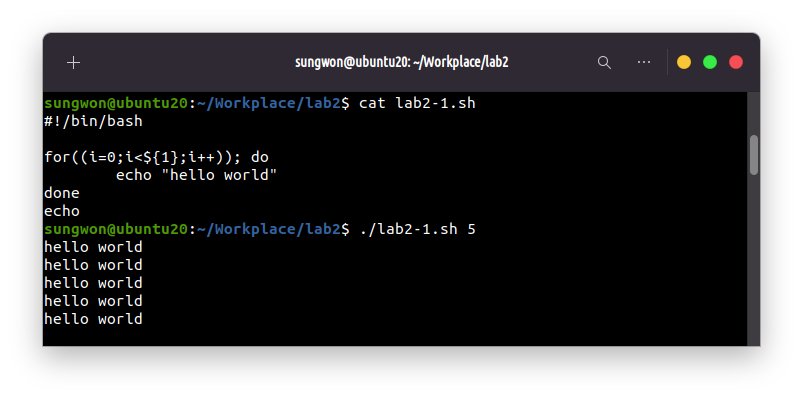 sungwon@ubuntu20: ~/Workplace/lab2
sungwon@ubuntu20:~/Workplace/lab2$ cat lab2-1.sh
#!/bin/bash
for((i=0;i<${1};i++)); do
        echo "hello world"
done
echo
sungwon@ubuntu20:~/Workplace/lab2$ ./lab2-1.sh 5
hello world
hello world
hello world
hello world
hello world